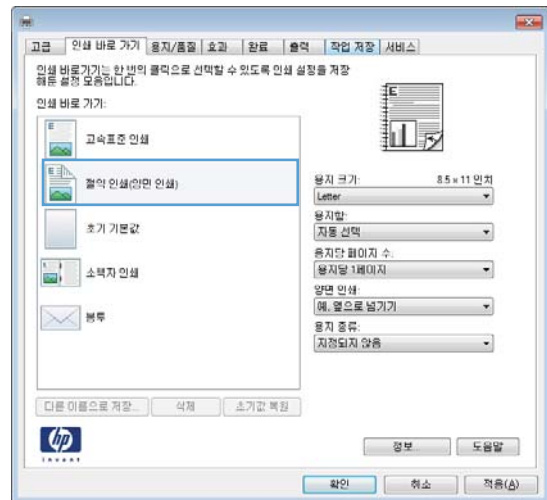 고급 인쇄 바로 가기 용지/품질 효과 완료 출력 작업 저장 서비스
인쇄 바로가기는 한 번의 클릭으로 선택할 수 있도록 인쇄 설정을 저장
해둔 설정 모음입니다.
인쇄 바로 가기:
고속표준 인쇄
절약 인쇄(양면 인쇄)
초기 기본값
소책자 인쇄
봉투
다른 이름으로 저장... 삭제 초기값 복원
E
용지 크기: 8.5 × 11 인치
Letter
용지함:
자동 선택
용지당 페이지 수:
용지당 1페이지
양면 인쇄:
예, 옆으로 넘기기
용지 종류:
지정되지 않음
hp
invent
정보... 도움말
확인 취소 적용(A)